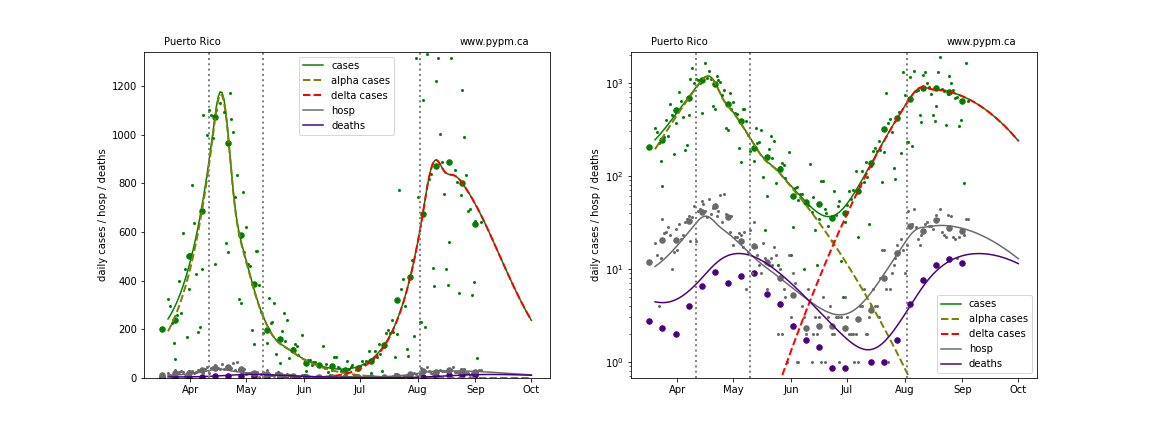 Puerto Rico
www.pypm.ca
daily cases / hosp / deaths
1200
1000
800
600
400
200
0
cases
alpha cases
delta cases
hosp
deaths
Apr
May
Jun
Jul
Aug
Sep
Oct
Puerto Rico
www.pypm.ca
daily cases / hosp / deaths
10³
10²
10¹
10⁰
cases
alpha cases
delta cases
hosp
deaths
Apr
May
Jun
Jul
Aug
Sep
Oct